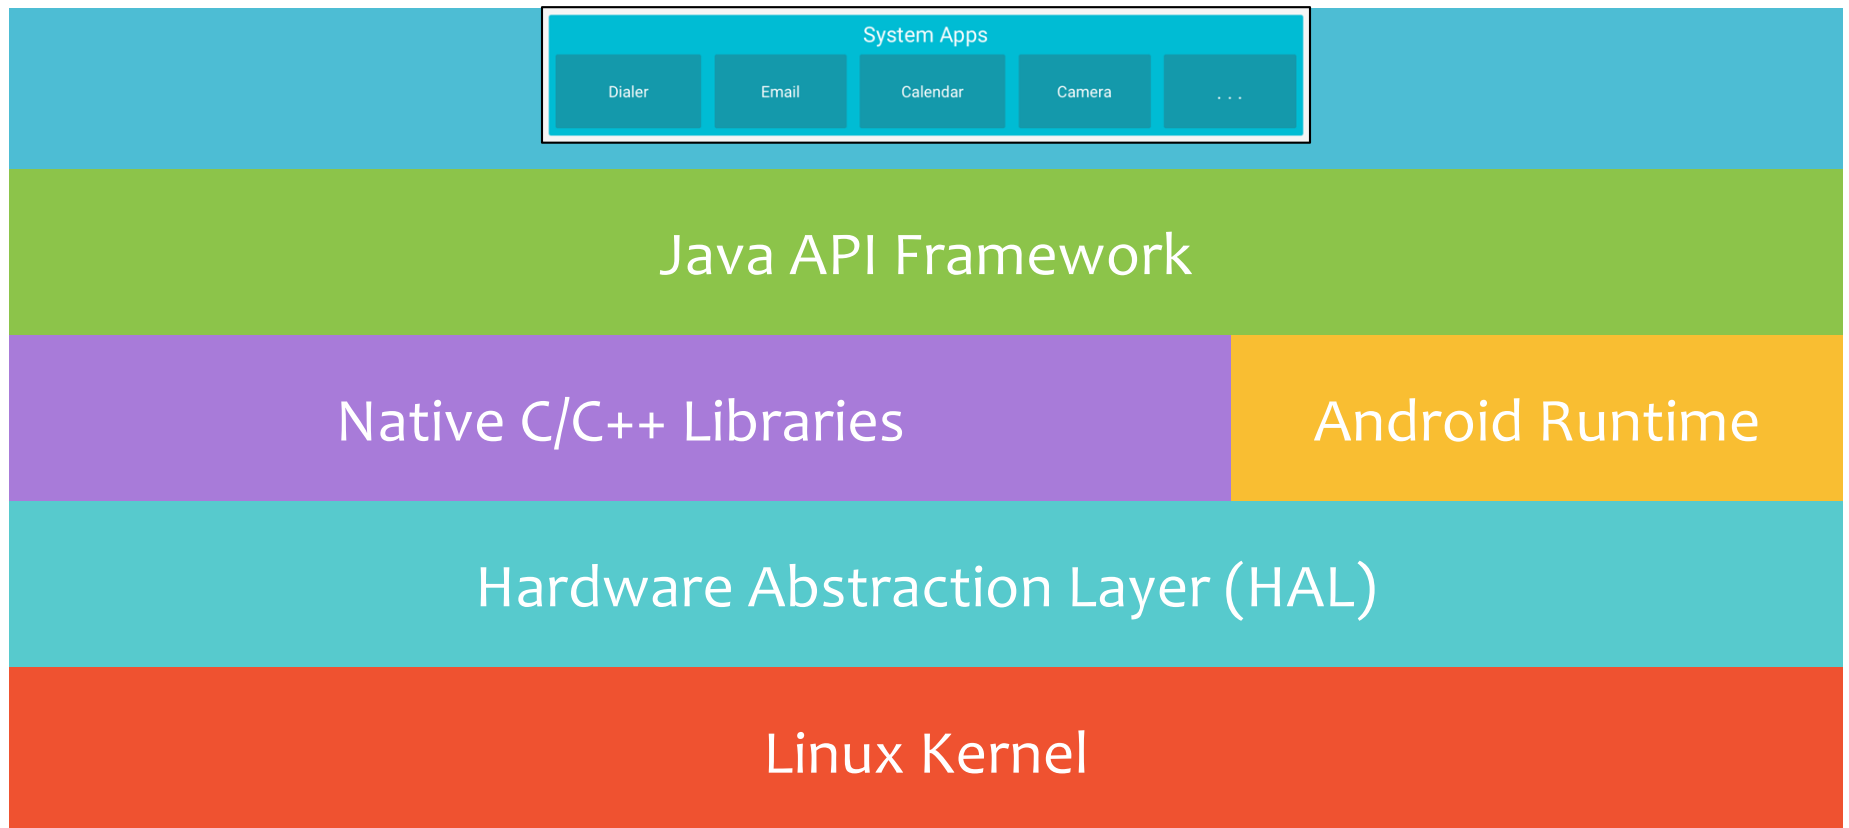 System Apps
Dialer Email Calendar Camera . . .
Java API Framework
Native C/C++ Libraries Android Runtime
Hardware Abstraction Layer (HAL)
Linux Kernel